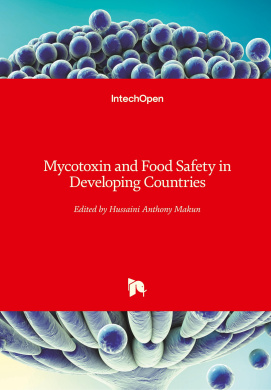 IntechOpen
Mycotoxin and Food Safety in
Developing Countries
Edited by Hussaini Anthony Makun